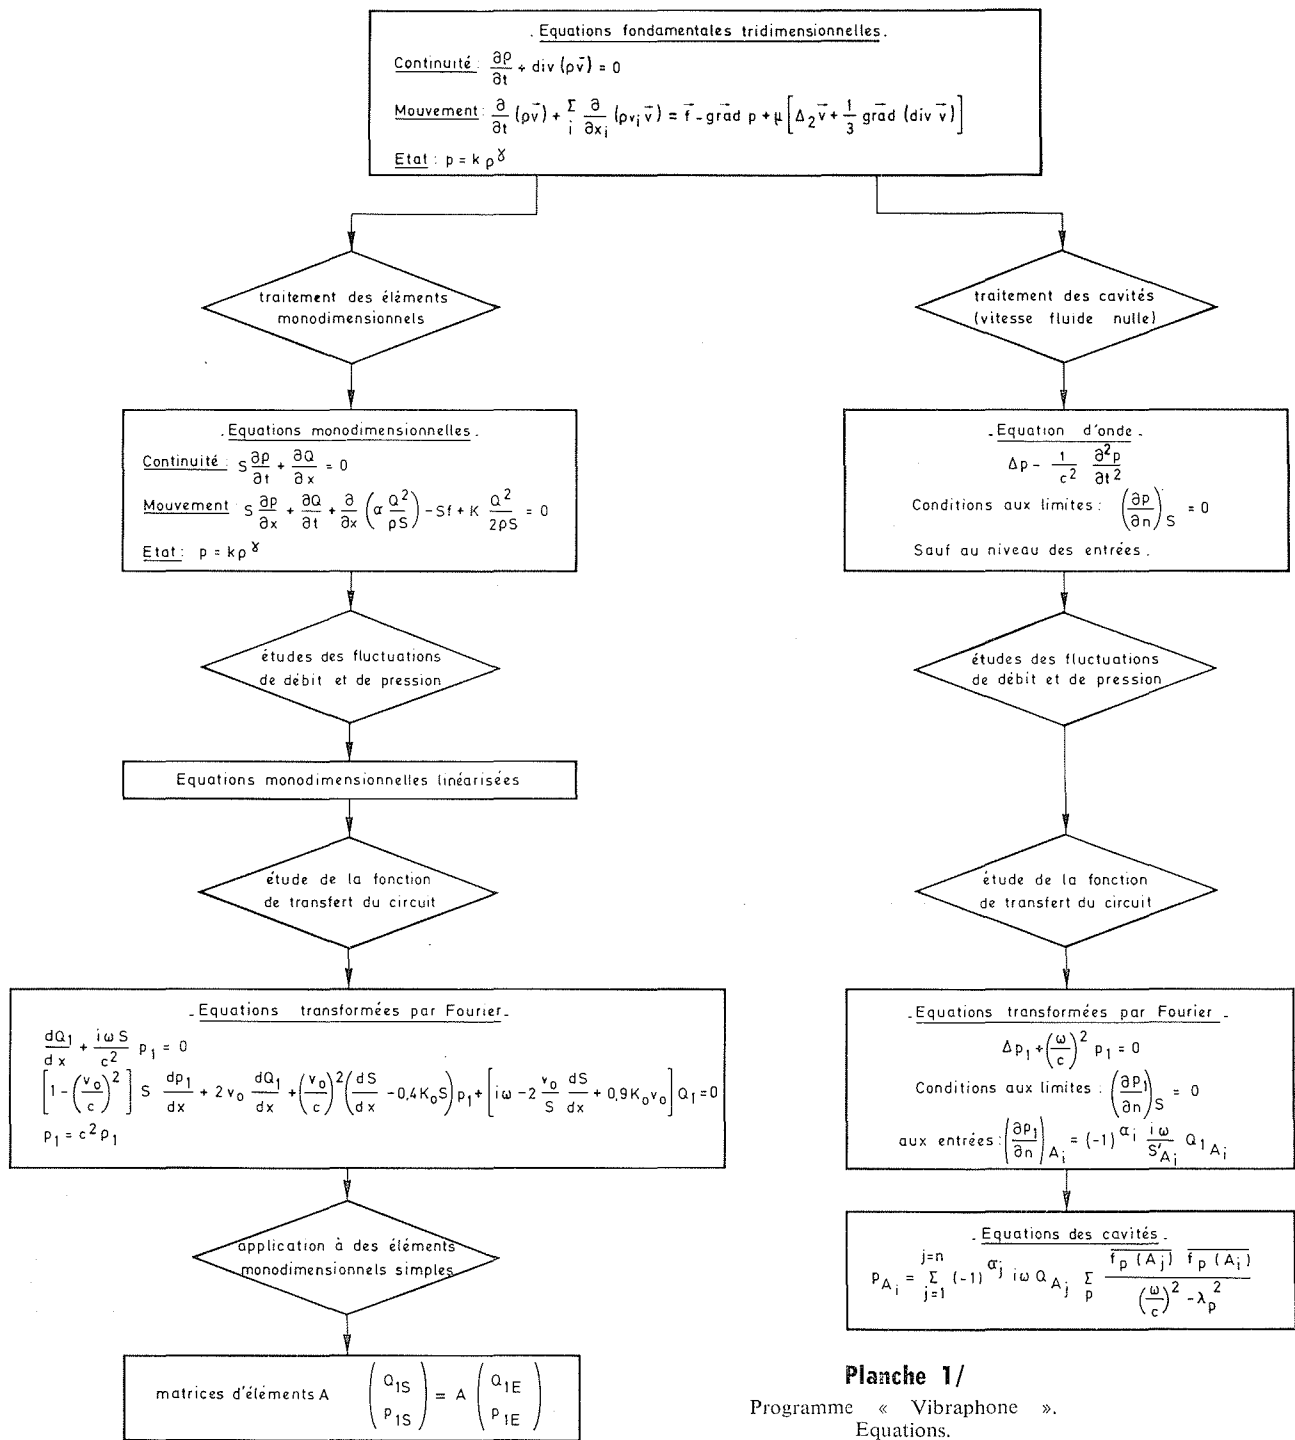 . Equations fondamentales tridimensionnelles .
Continuité : ∂ρ/∂t + div (ρv⃗) = 0
Mouvement : ∂/∂t (ρv⃗) + Σ_i ∂/∂x_i (ρv_i v⃗) = f⃗ - gra⃗d p + μ [Δ₂v⃗ + 1/3 gra⃗d (div v⃗)]
Etat : p = k ρ^γ
traitement des éléments
monodimensionnels
traitement des cavités
(vitesse fluide nulle)
. Equations monodimensionnelles .
Continuité : S ∂ρ/∂t + ∂Q/∂x = 0
Mouvement : S ∂p/∂x + ∂Q/∂t + ∂/∂x (α Q²/ρS) - Sf + K Q²/2ρS = 0
Etat : p = kρ^γ
- Equation d'onde -
Δp - 1/c² ∂²p/∂t²
Conditions aux limites : (∂p/∂n)_S = 0
Sauf au niveau des entrées .
études des fluctuations
de débit et de pression
études des fluctuations
de débit et de pression
Equations monodimensionnelles linéarisées
étude de la fonction
de transfert du circuit
étude de la fonction
de transfert du circuit
- Equations transformées par Fourier -
dQ₁/dx + iωS/c² p₁ = 0
[1 - (v₀/c)²] S dp₁/dx + 2v₀ dQ₁/dx + (v₀/c)² (dS/dx - 0,4K₀S) p₁ + [iω - 2 v₀/S dS/dx + 0,9K₀v₀] Q₁ = 0
p₁ = c²ρ₁
- Equations transformées par Fourier -
Δp₁ + (ω/c)² p₁ = 0
Conditions aux limites : (∂p₁/∂n)_S = 0
aux entrées : (∂p₁/∂n)_{A_i} = (-1)^{α_i} iω/S'_{A_i} Q_{1A_i}
application à des éléments
monodimensionnels simples
- Equations des cavités -
p_{A_i} = Σ_{j=1}^{j=n} (-1)^{α_j} iω Q_{A_j} Σ_p f_p (A_j) f_p (A_i) / ((ω/c)² - λ_p²)
matrices d'éléments A (Q_{1S} p_{1S}) = A (Q_{1E} p_{1E})
Planche 1/
Programme « Vibraphone ».
Equations.